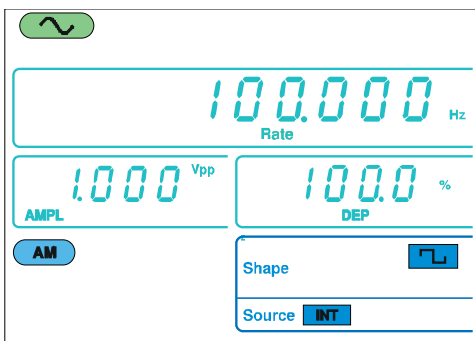 100.000 Hz
Rate
1.000 Vpp
AMPL
100.0 %
DEP
AM
Shape
Source INT